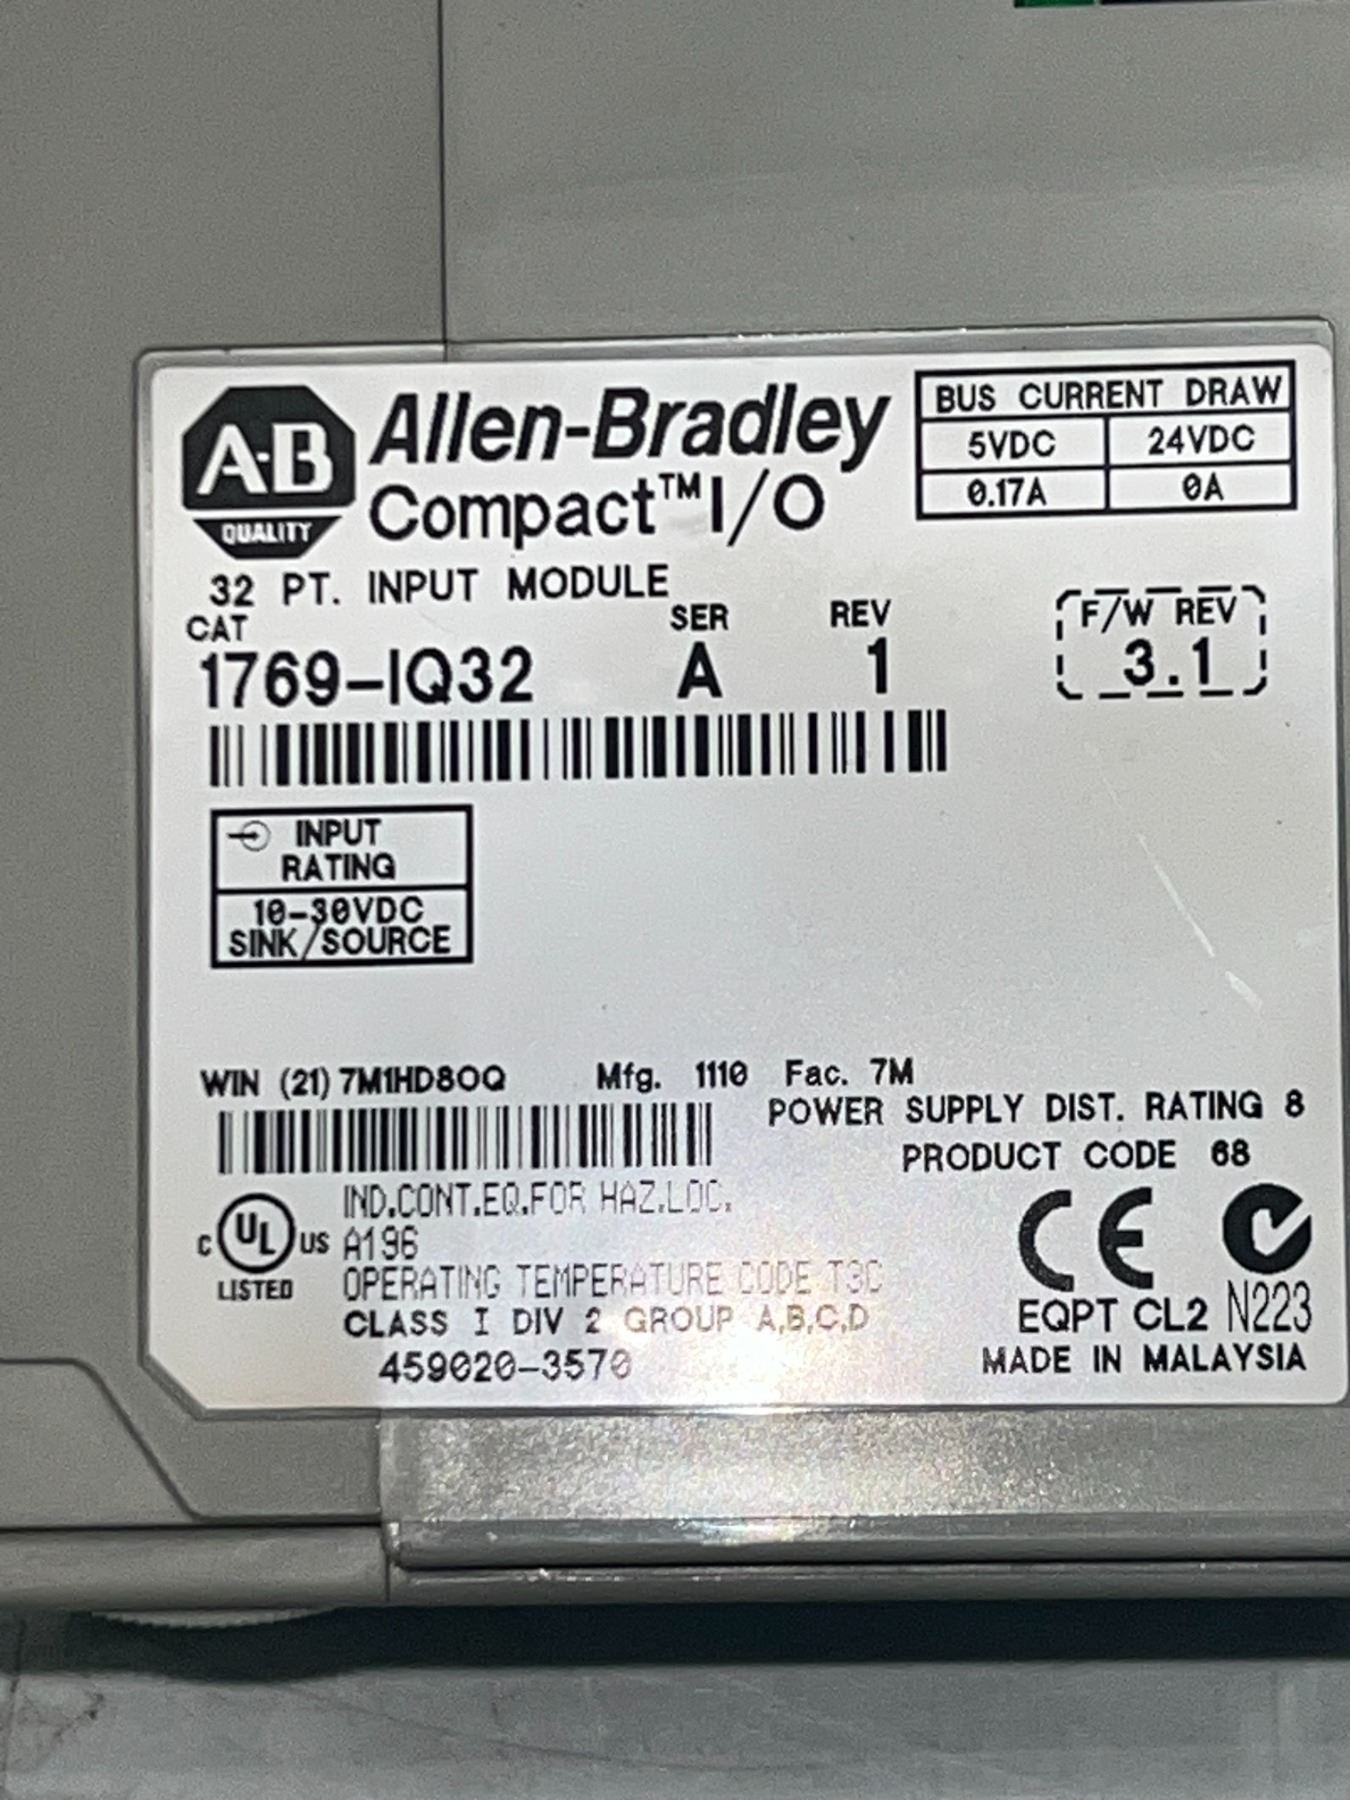 A-B
QUALITY
Allen-Bradley
Compact™ I/O
BUS CURRENT DRAW
5VDC 24VDC
0.17A 0A
32 PT. INPUT MODULE
CAT SER REV F/W REV
1769-IQ32 A 1 3.1
INPUT
RATING
10-30VDC
SINK/SOURCE
WIN (21) 7M1HD8OQ Mfg. 1110 Fac. 7M
POWER SUPPLY DIST. RATING 8
PRODUCT CODE 68
C UL US
LISTED
IND.CONT.EQ.FOR HAZ.LOC.
A196
OPERATING TEMPERATURE CODE T3C
CLASS I DIV 2 GROUP A,B,C,D
459020-3570
CE
EQPT CL2 N223
MADE IN MALAYSIA